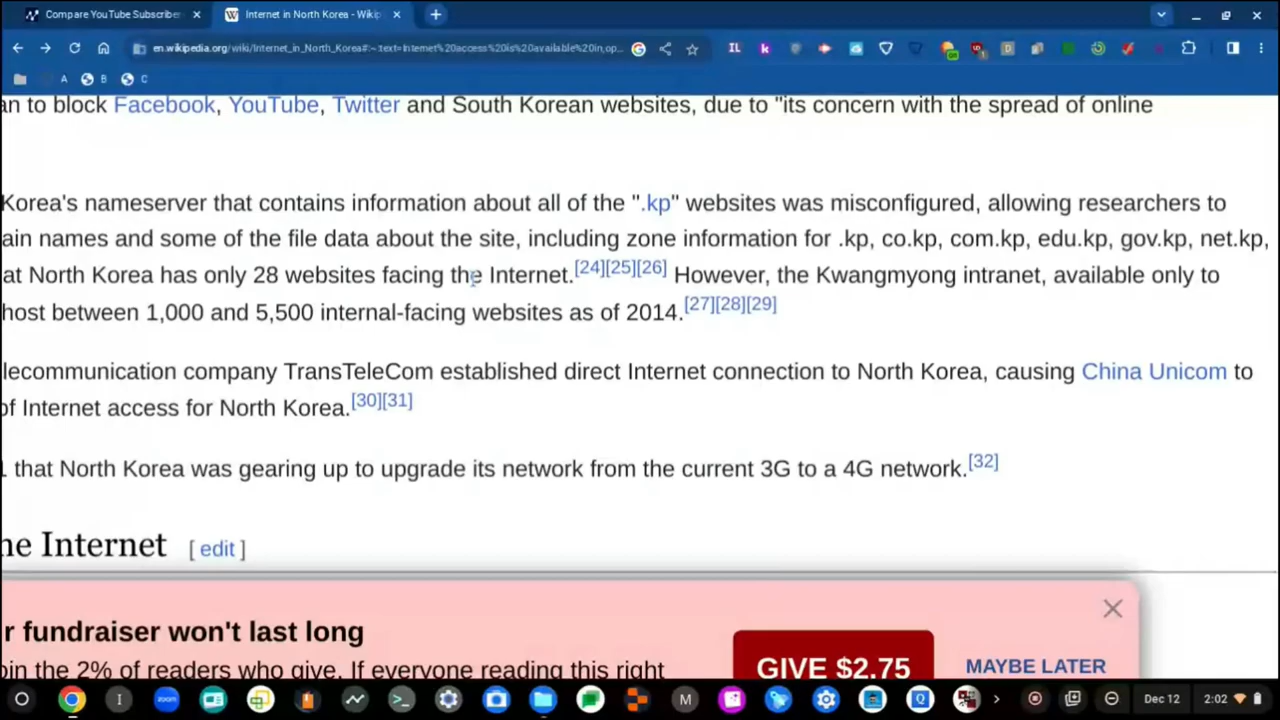 Compare YouTube Subscriber
Internet in North Korea - Wikip
en.wikipedia.org/wiki/Internet_in_North_Korea#:~:text=Internet%20access%20is%20available%20in,op...
A B C
an to block Facebook, YouTube, Twitter and South Korean websites, due to "its concern with the spread of online
Korea's nameserver that contains information about all of the ".kp" websites was misconfigured, allowing researchers to
ain names and some of the file data about the site, including zone information for .kp, co.kp, com.kp, edu.kp, gov.kp, net.kp,
at North Korea has only 28 websites facing the Internet.[24][25][26] However, the Kwangmyong intranet, available only to
host between 1,000 and 5,500 internal-facing websites as of 2014.[27][28][29]
lecommunication company TransTeleCom established direct Internet connection to North Korea, causing China Unicom to
of Internet access for North Korea.[30][31]
1 that North Korea was gearing up to upgrade its network from the current 3G to a 4G network.[32]
he Internet [ edit ]
r fundraiser won't last long
oin the 2% of readers who give. If everyone reading this right
GIVE $2.75
MAYBE LATER
Dec 12 2:02